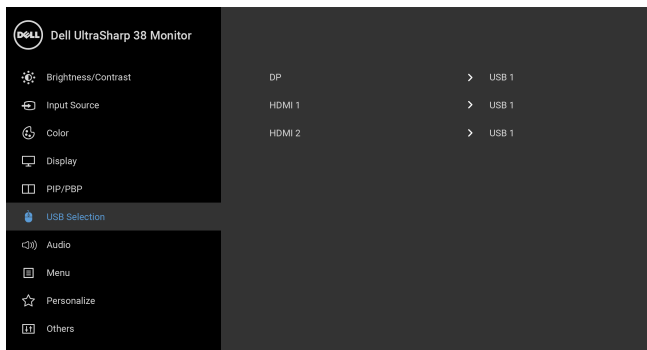 DELL Dell UltraSharp 38 Monitor
Brightness/Contrast
Input Source
Color
Display
PIP/PBP
USB Selection
Audio
Menu
Personalize
Others
DP > USB 1
HDMI 1 > USB 1
HDMI 2 > USB 1